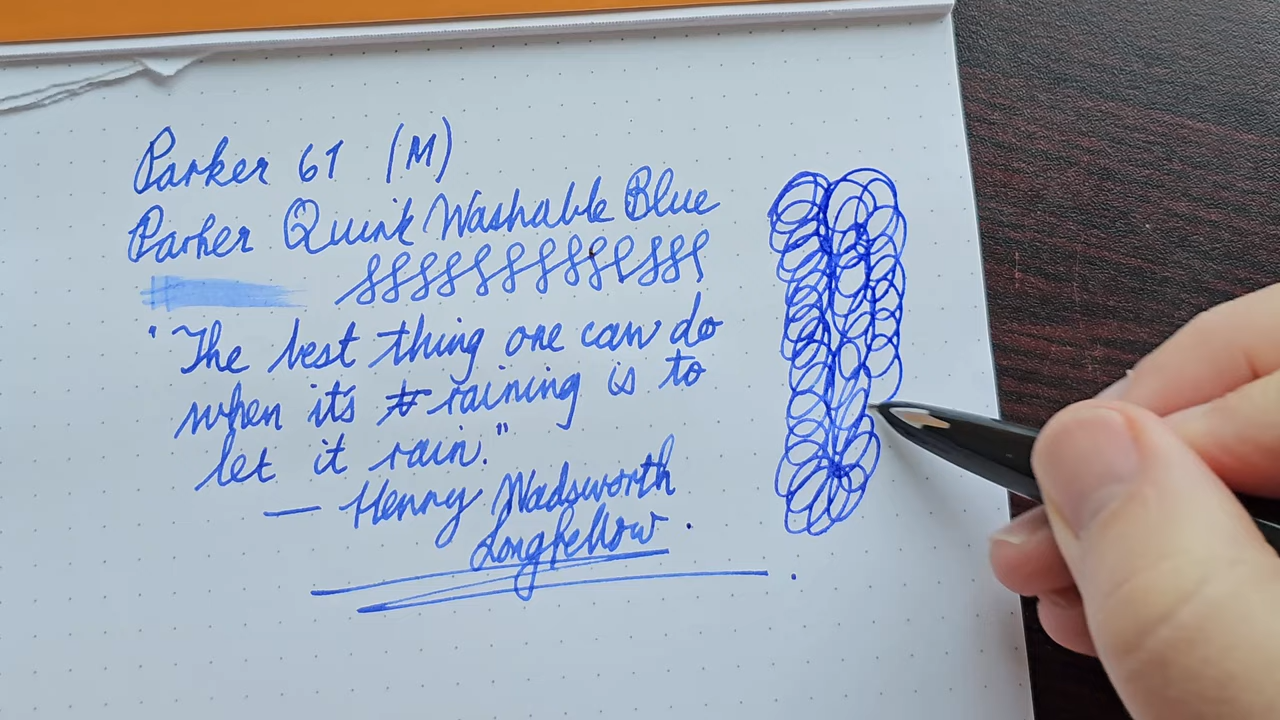 Parker 61 (M)
Parker Quink Washable Blue
"The best thing one can do
when it's raining is to
let it rain."
— Henry Wadsworth
Longfellow.